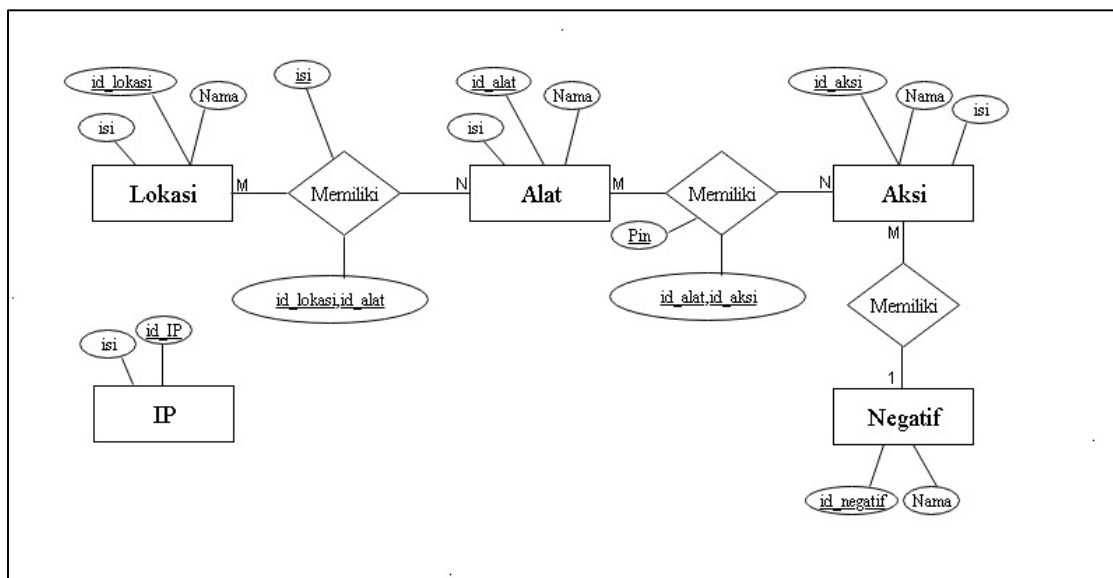 id_lokasi
Nama
isi
Lokasi
M
isi
Memiliki
id_lokasi,id_alat
N
id_alat
Nama
isi
Alat
M
Memiliki
Pin
id_alat,id_aksi
N
id_aksi
Nama
isi
Aksi
M
Memiliki
1
Negatif
id_negatif
Nama
id_IP
isi
IP